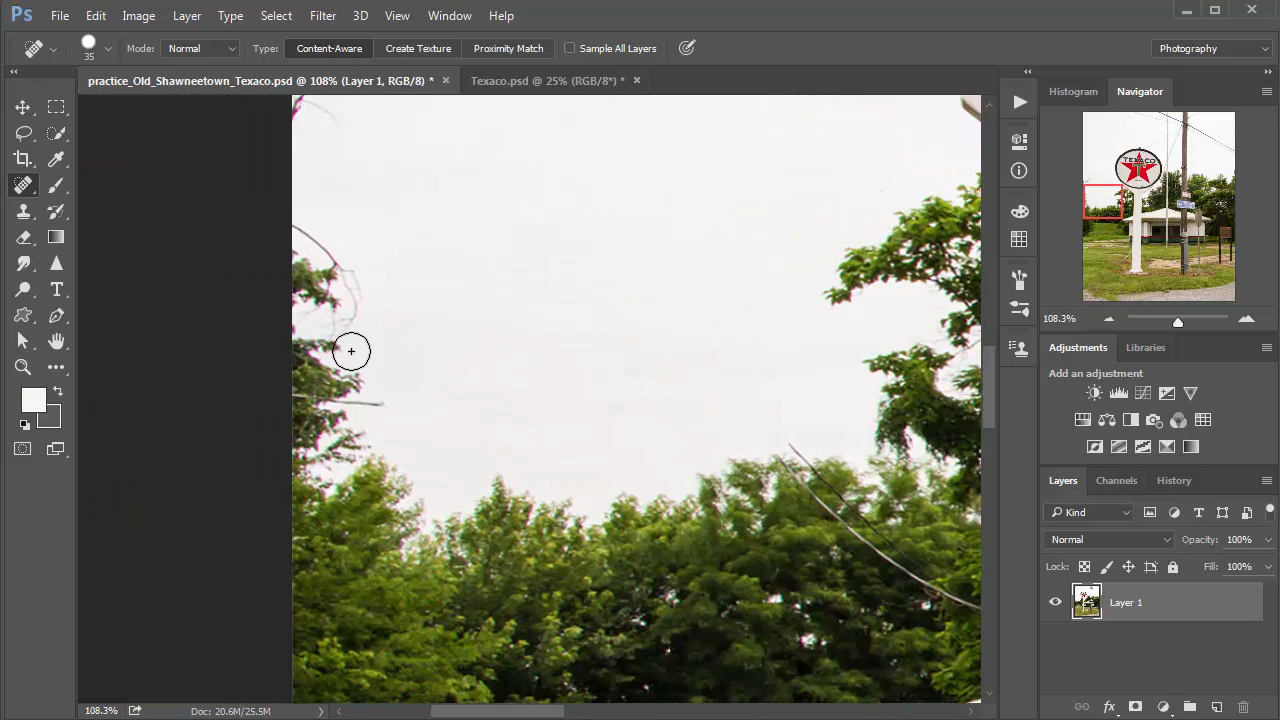 Ps File Edit Image Layer Type Select Filter 3D View Window Help
35 Mode: Normal Type: Content-Aware Create Texture Proximity Match Sample All Layers Photography
practice_Old_Shawneetown_Texaco.psd @ 108% (Layer 1, RGB/8) * Texaco.psd @ 25% (RGB/8*) *
Histogram Navigator
TEXACO
108.3%
Adjustments Libraries
Add an adjustment
Layers Channels History
Kind
Normal Opacity: 100%
Lock: Fill: 100%
Layer 1
108.3% Doc: 20.6M/25.5M